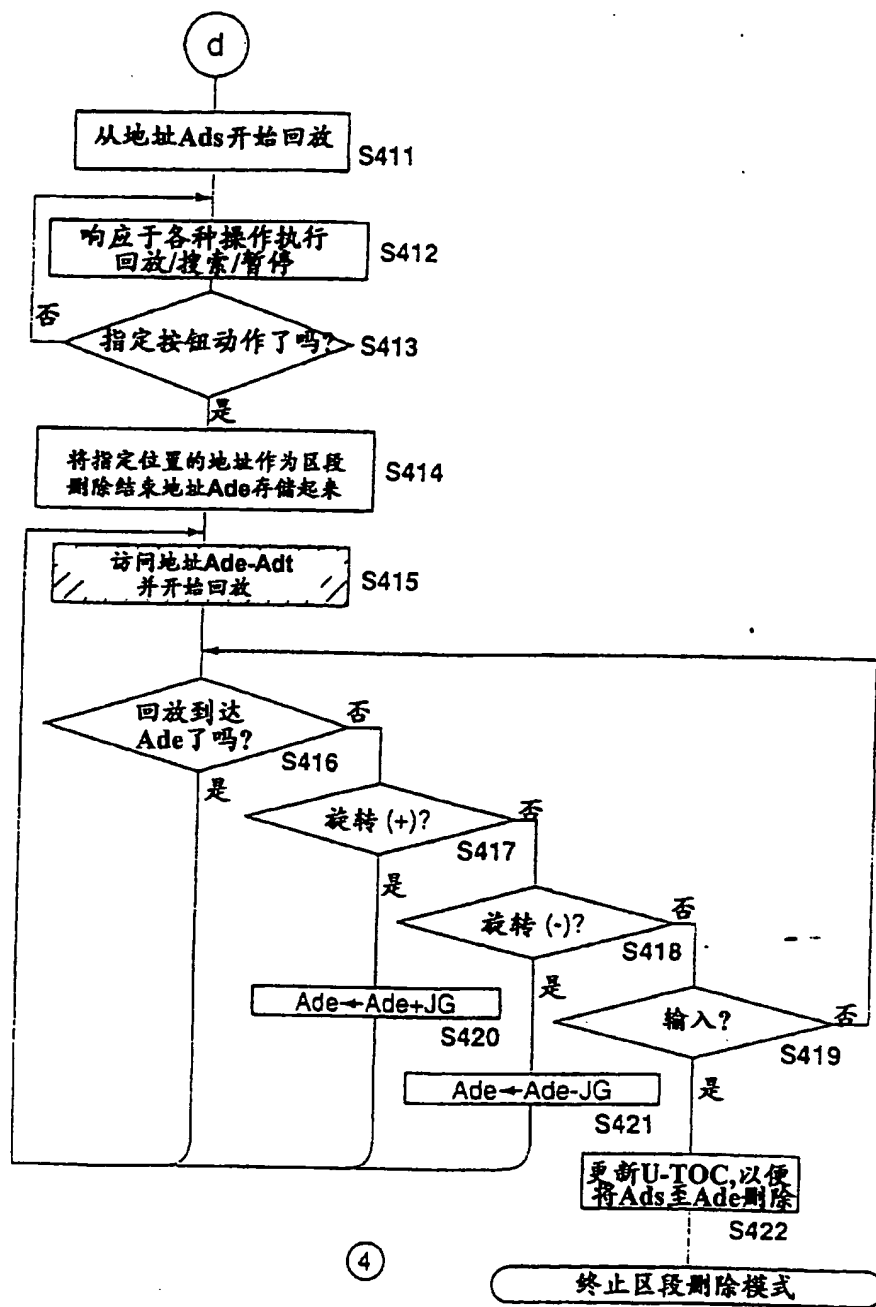 d
从地址Ads开始回放
S411
响应于各种操作执行
回放/搜索/暂停
S412
否
指定按钮动作了吗?
S413
是
将指定位置的地址作为区段
删除结束地址Ade存储起来
S414
访问地址Ade-Adt
并开始回放
S415
回放到达
Ade了吗?
否
S416
是
旋转(+)?
否
S417
是
旋转(-)?
否
S418
是
Ade←Ade+JG
S420
输入?
否
S419
Ade←Ade-JG
是
S421
更新U-TOC,以便
将Ads至Ade删除
S422
4
终止区段删除模式